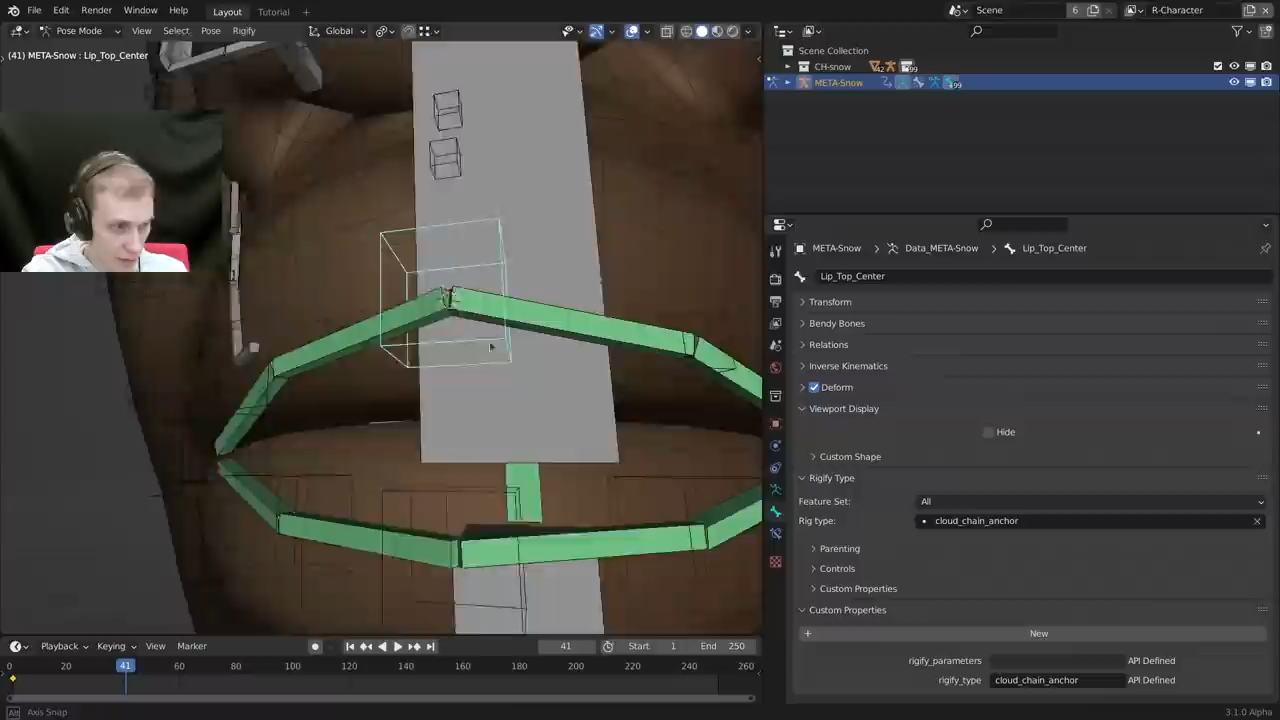 File Edit Render Window Help Layout Tutorial + Scene 6 R-Character
Pose Mode View Select Pose Rigify Global
(41) META-Snow : Lip_Top_Center
Scene Collection
CH-snow 42 99
META-Snow 99
META-Snow > Data_META-Snow > Lip_Top_Center
Lip_Top_Center
Transform
Bendy Bones
Relations
Inverse Kinematics
Deform
Viewport Display
Hide
Custom Shape
Rigify Type
Feature Set: All
Rig type: cloud_chain_anchor
Parenting
Controls
Custom Properties
Custom Properties
+ New
rigify_parameters API Defined
rigify_type cloud_chain_anchor API Defined
Playback Keying View Marker 41 Start 1 End 250
0 20 41 60 80 100 120 140 160 180 200 220 240 260
Alt Axis Snap 3.1.0 Alpha